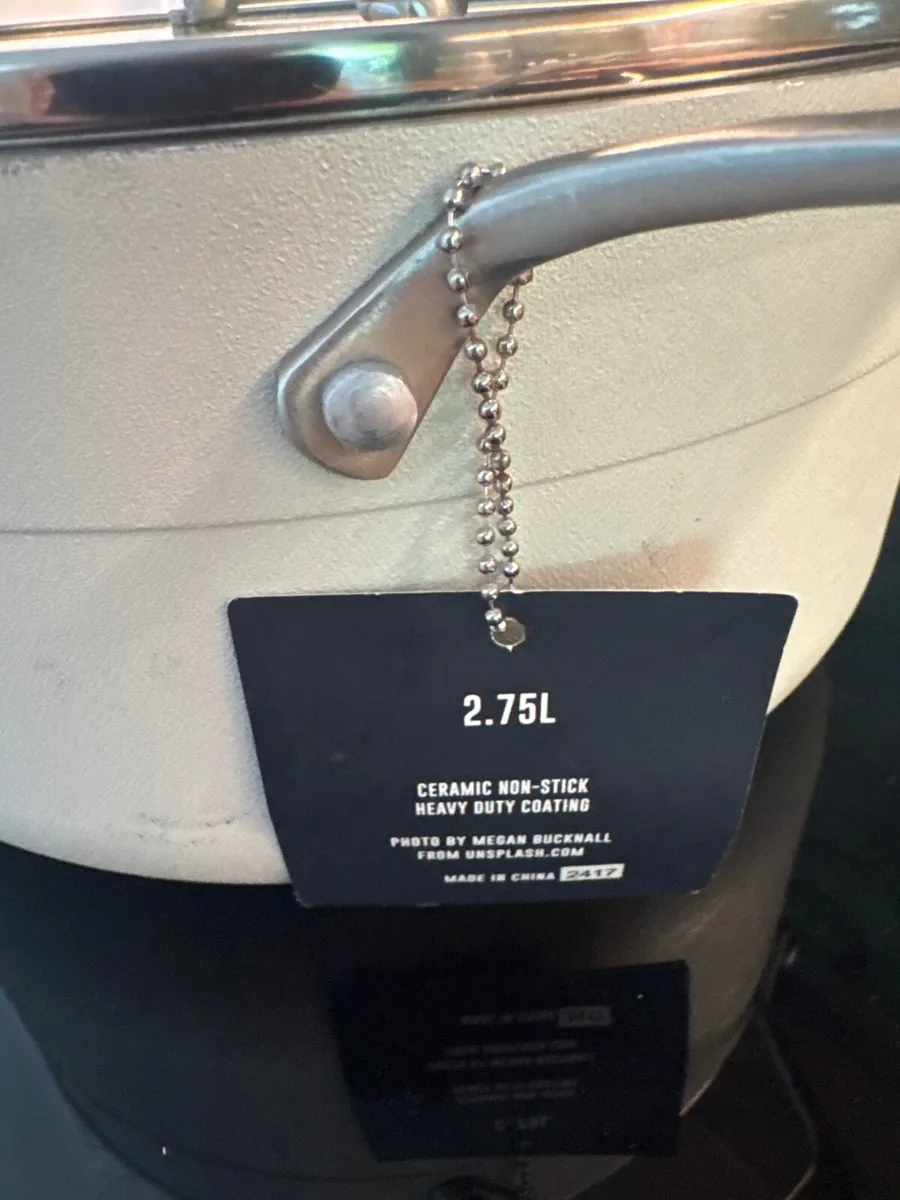 2.75L
CERAMIC NON-STICK
HEAVY DUTY COATING
PHOTO BY MEGAN BUCKNALL
FROM UNSPLASH.COM
MADE IN CHINA 2417